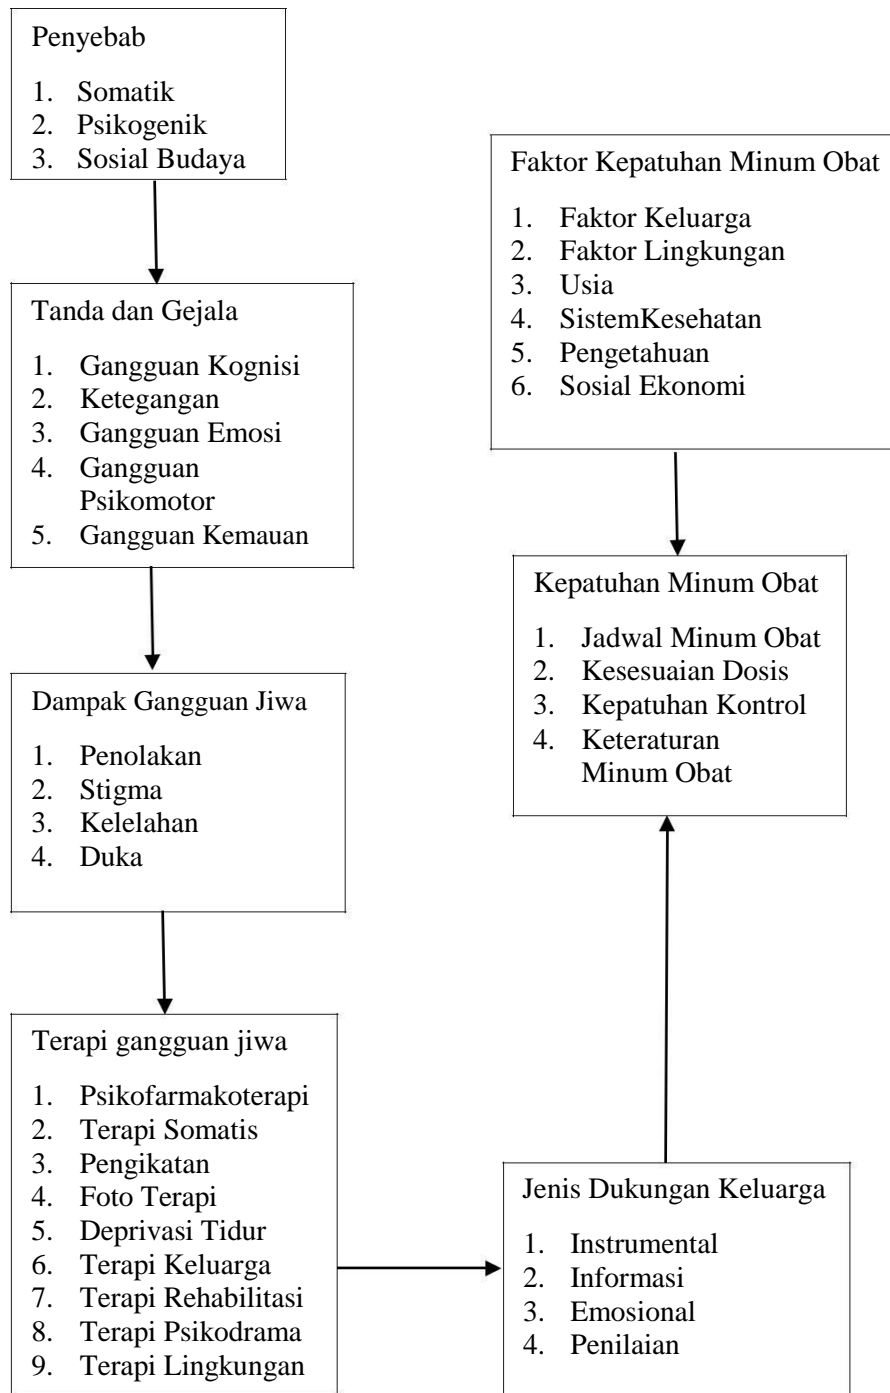 Penyebab
1. Somatik
2. Psikogenik
3. Sosial Budaya
Tanda dan Gejala
1. Gangguan Kognisi
2. Ketegangan
3. Gangguan Emosi
4. Gangguan
Psikomotor
5. Gangguan Kemauan
Dampak Gangguan Jiwa
1. Penolakan
2. Stigma
3. Kelelahan
4. Duka
Terapi gangguan jiwa
1. Psikofarmakoterapi
2. Terapi Somatis
3. Pengikatan
4. Foto Terapi
5. Deprivasi Tidur
6. Terapi Keluarga
7. Terapi Rehabilitasi
8. Terapi Psikodrama
9. Terapi Lingkungan
Faktor Kepatuhan Minum Obat
1. Faktor Keluarga
2. Faktor Lingkungan
3. Usia
4. SistemKesehatan
5. Pengetahuan
6. Sosial Ekonomi
Kepatuhan Minum Obat
1. Jadwal Minum Obat
2. Kesesuaian Dosis
3. Kepatuhan Kontrol
4. Keteraturan
Minum Obat
Jenis Dukungan Keluarga
1. Instrumental
2. Informasi
3. Emosional
4. Penilaian